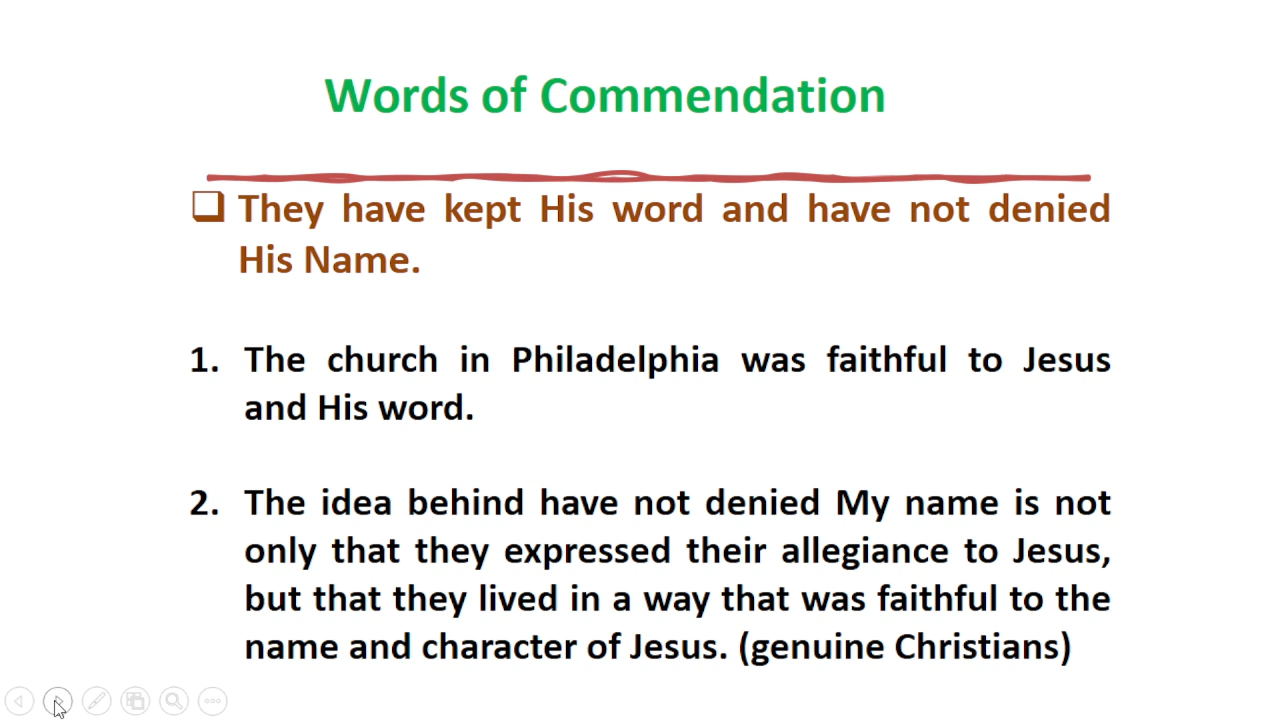 Words of Commendation
They have kept His word and have not denied
His Name.
1. The church in Philadelphia was faithful to Jesus
and His word.
2. The idea behind have not denied My name is not
only that they expressed their allegiance to Jesus,
but that they lived in a way that was faithful to the
name and character of Jesus. (genuine Christians)